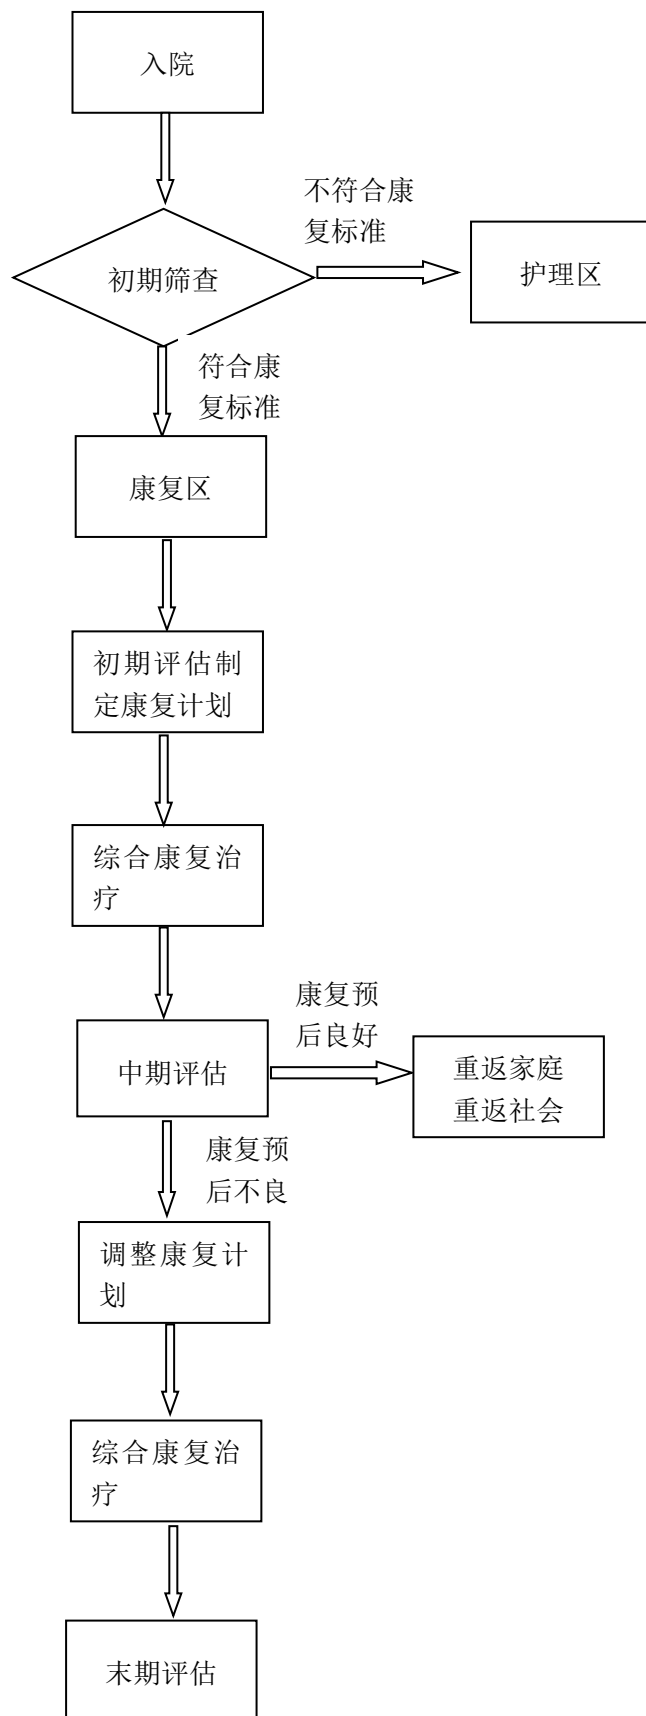 入院
不符合康
复标准
初期筛查
护理区
符合康
复标准
康复区
初期评估制
定康复计划
综合康复治
疗
中期评估
康复预
后良好
重返家庭
重返社会
康复预
后不良
调整康复计
划
综合康复治
疗
末期评估